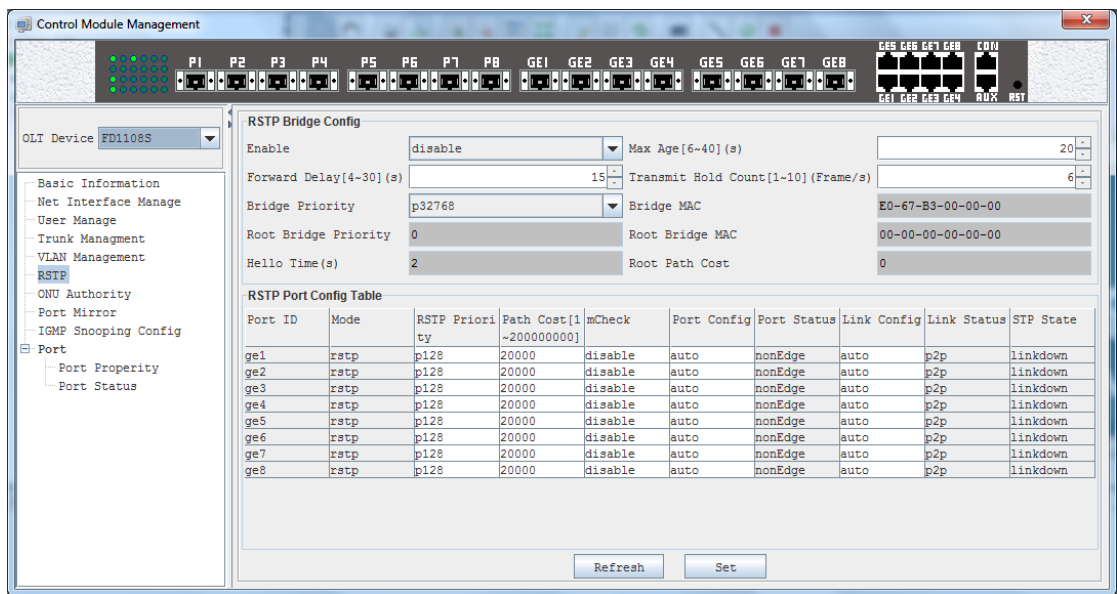 Control Module Management
GE5 GE6 GE7 GE8 CON
P1 P2 P3 P4 P5 P6 P7 P8 GE1 GE2 GE3 GE4 GE5 GE6 GE7 GE8
GE1 GE2 GE3 GE4 AUX RST
OLT Device FD1108S
Basic Information
Net Interface Manage
User Manage
Trunk Managment
VLAN Management
RSTP
ONU Authority
Port Mirror
IGMP Snooping Config
Port
Port Properity
Port Status
RSTP Bridge Config
Enable disable Max Age[6~40](s) 20
Forward Delay[4~30](s) 15 Transmit Hold Count[1~10](Frame/s) 6
Bridge Priority p32768 Bridge MAC E0-67-B3-00-00-00
Root Bridge Priority 0 Root Bridge MAC 00-00-00-00-00-00
Hello Time(s) 2 Root Path Cost 0
RSTP Port Config Table
Port ID Mode RSTP Priori Path Cost[1 mCheck Port Config Port Status Link Config Link Status STP State
ty ~200000000]
ge1 rstp p128 20000 disable auto nonEdge auto p2p linkdown
ge2 rstp p128 20000 disable auto nonEdge auto p2p linkdown
ge3 rstp p128 20000 disable auto nonEdge auto p2p linkdown
ge4 rstp p128 20000 disable auto nonEdge auto p2p linkdown
ge5 rstp p128 20000 disable auto nonEdge auto p2p linkdown
ge6 rstp p128 20000 disable auto nonEdge auto p2p linkdown
ge7 rstp p128 20000 disable auto nonEdge auto p2p linkdown
ge8 rstp p128 20000 disable auto nonEdge auto p2p linkdown
Refresh Set